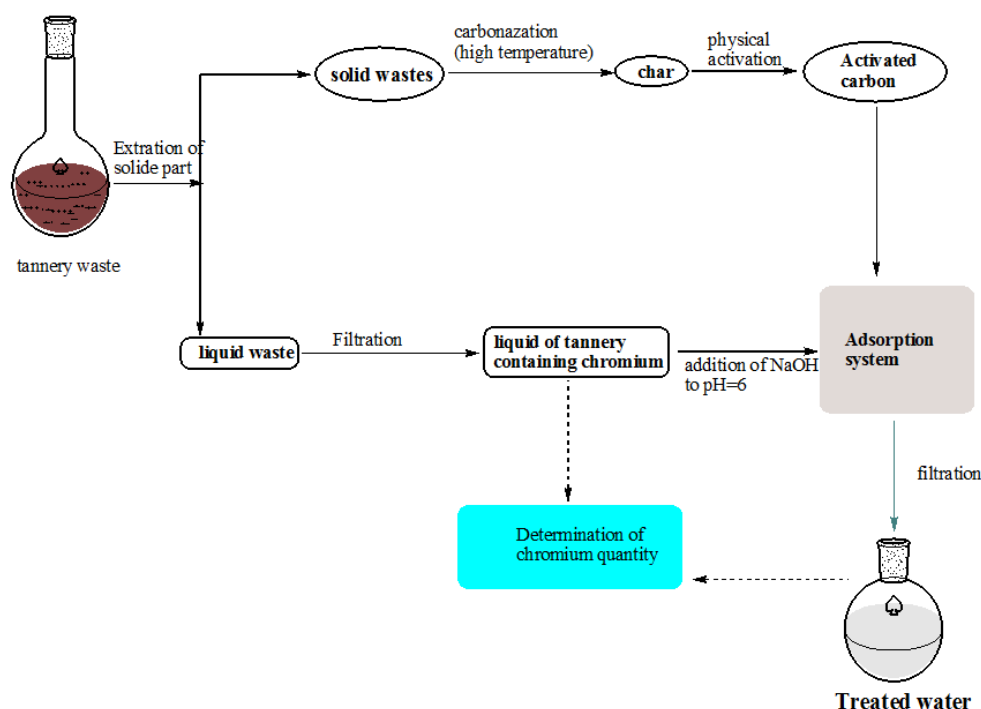 carbonazation
(high temperature)
physical
activation
solid wastes
char
Activated
carbon
Extration of
solide part
tannery waste
liquid waste
Filtration
liquid of tannery
containing chromium
addition of NaOH
to pH=6
Adsorption
system
filtration
Determination of
chromium quantity
Treated water